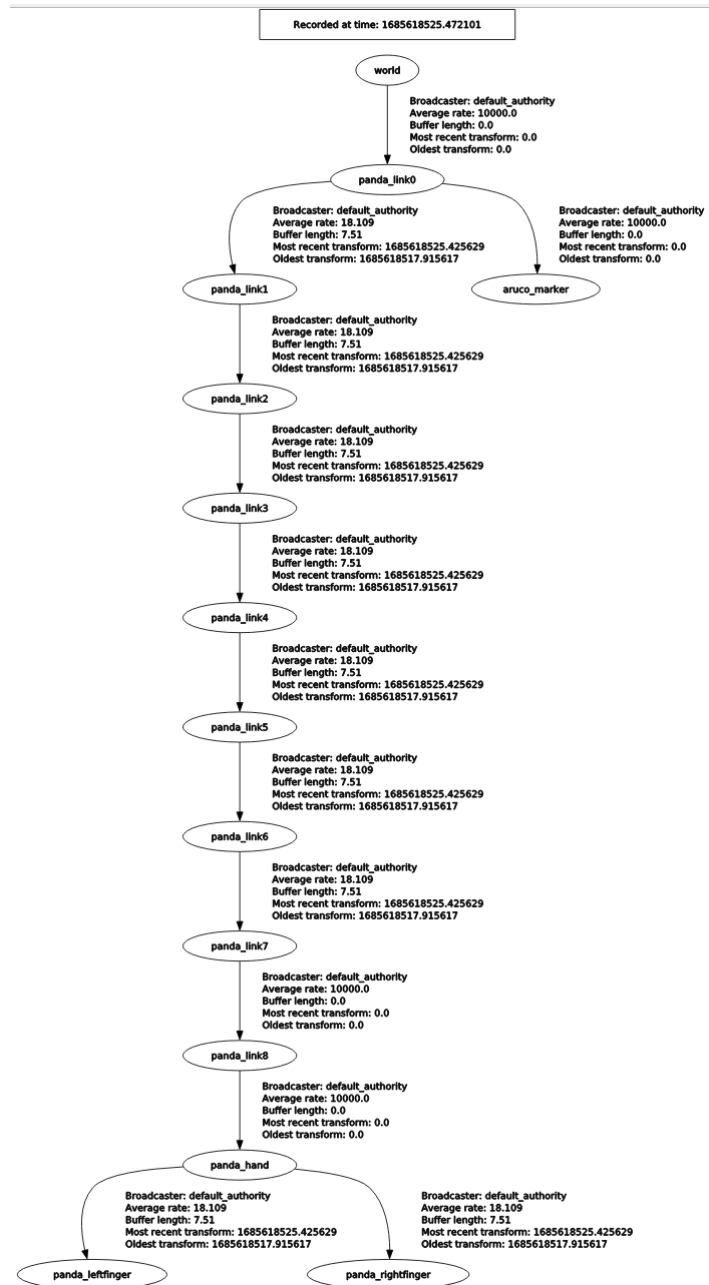 Recorded at time: 1685618525.472101
world
Broadcaster: default_authority
Average rate: 10000.0
Buffer length: 0.0
Most recent transform: 0.0
Oldest transform: 0.0
panda_link0
Broadcaster: default_authority
Average rate: 18.109
Buffer length: 7.51
Most recent transform: 1685618525.425629
Oldest transform: 1685618517.915617
Broadcaster: default_authority
Average rate: 10000.0
Buffer length: 0.0
Most recent transform: 0.0
Oldest transform: 0.0
panda_link1
aruco_marker
Broadcaster: default_authority
Average rate: 18.109
Buffer length: 7.51
Most recent transform: 1685618525.425629
Oldest transform: 1685618517.915617
panda_link2
Broadcaster: default_authority
Average rate: 18.109
Buffer length: 7.51
Most recent transform: 1685618525.425629
Oldest transform: 1685618517.915617
panda_link3
Broadcaster: default_authority
Average rate: 18.109
Buffer length: 7.51
Most recent transform: 1685618525.425629
Oldest transform: 1685618517.915617
panda_link4
Broadcaster: default_authority
Average rate: 18.109
Buffer length: 7.51
Most recent transform: 1685618525.425629
Oldest transform: 1685618517.915617
panda_link5
Broadcaster: default_authority
Average rate: 18.109
Buffer length: 7.51
Most recent transform: 1685618525.425629
Oldest transform: 1685618517.915617
panda_link6
Broadcaster: default_authority
Average rate: 18.109
Buffer length: 7.51
Most recent transform: 1685618525.425629
Oldest transform: 1685618517.915617
panda_link7
Broadcaster: default_authority
Average rate: 10000.0
Buffer length: 0.0
Most recent transform: 0.0
Oldest transform: 0.0
panda_link8
Broadcaster: default_authority
Average rate: 10000.0
Buffer length: 0.0
Most recent transform: 0.0
Oldest transform: 0.0
panda_hand
Broadcaster: default_authority
Average rate: 18.109
Buffer length: 7.51
Most recent transform: 1685618525.425629
Oldest transform: 1685618517.915617
Broadcaster: default_authority
Average rate: 18.109
Buffer length: 7.51
Most recent transform: 1685618525.425629
Oldest transform: 1685618517.915617
panda_leftfinger
panda_rightfinger